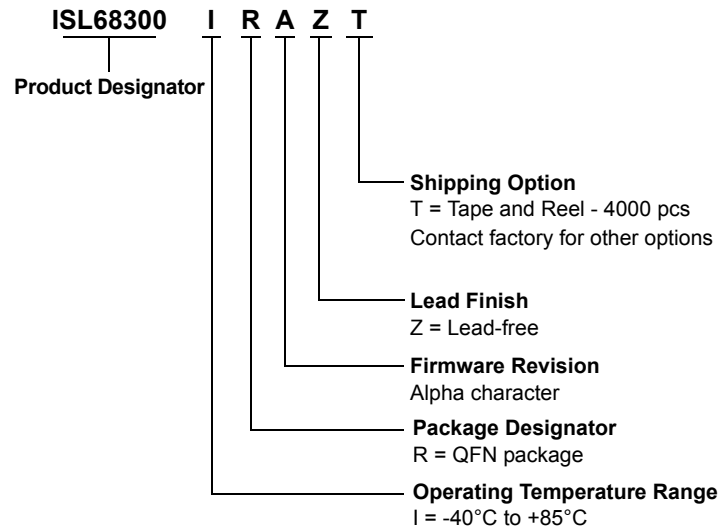 ISL68300 I R A Z T
Product Designator
Shipping Option
T = Tape and Reel - 4000 pcs
Contact factory for other options
Lead Finish
Z = Lead-free
Firmware Revision
Alpha character
Package Designator
R = QFN package
Operating Temperature Range
I = -40°C to +85°C